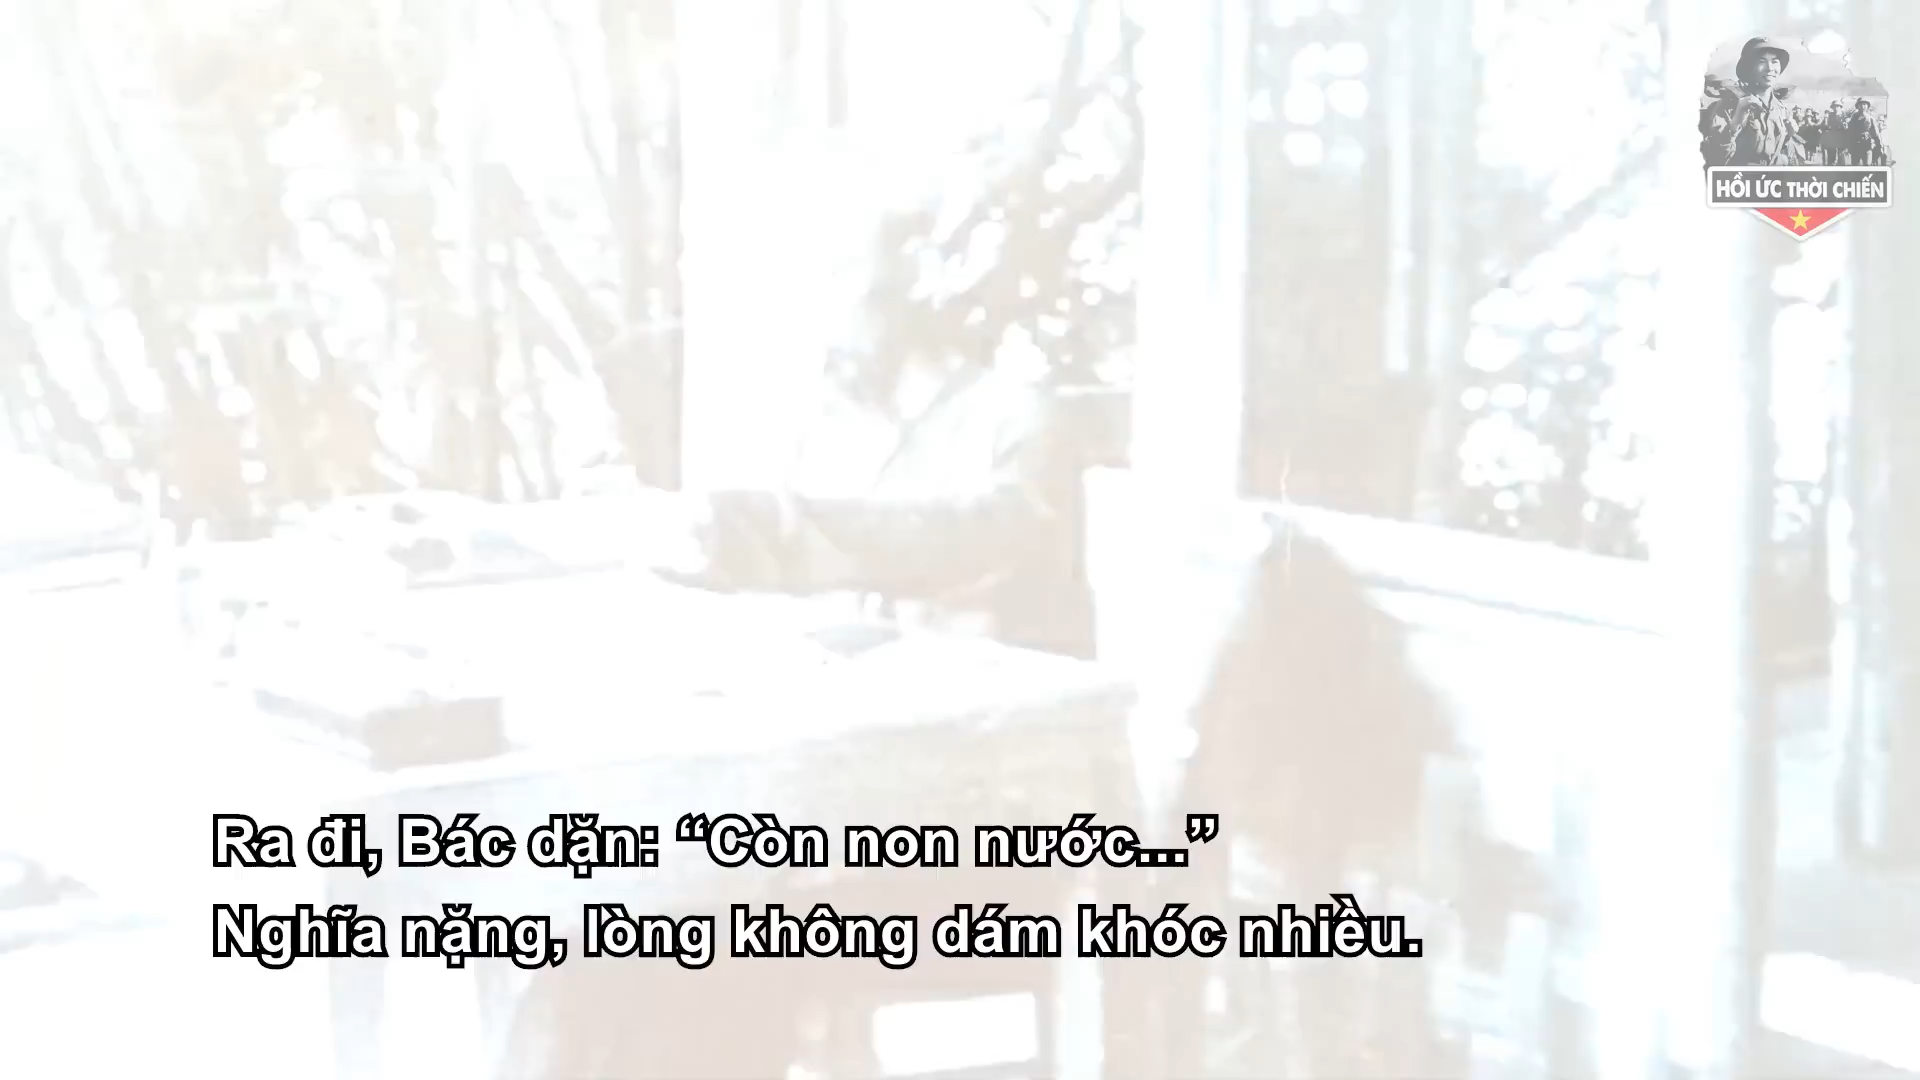 HỒI ỨC THỜI CHIẾN
Ra đi, Bác dặn: “Còn non nước...”
Nghĩa nặng, lòng không dám khóc nhiều.